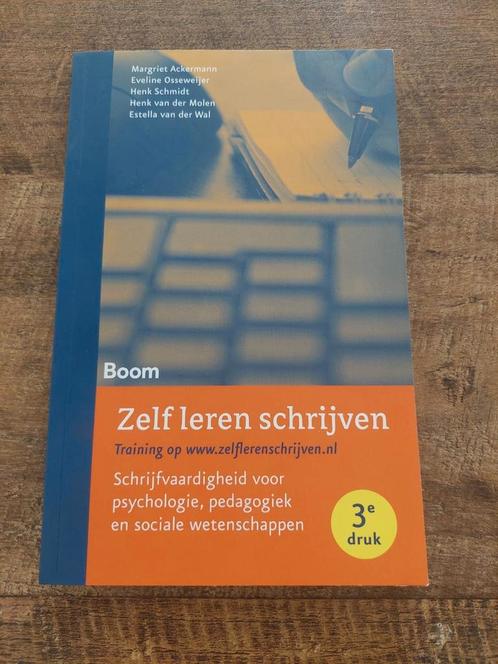 Margriet Ackermann
Eveline Osseweijer
Henk Schmidt
Henk van der Molen
Estella van der Wal
Boom
Zelf leren schrijven
Training op www.zelflerenschrijven.nl
Schrijfvaardigheid voor
psychologie, pedagogiek
en sociale wetenschappen
3e
druk